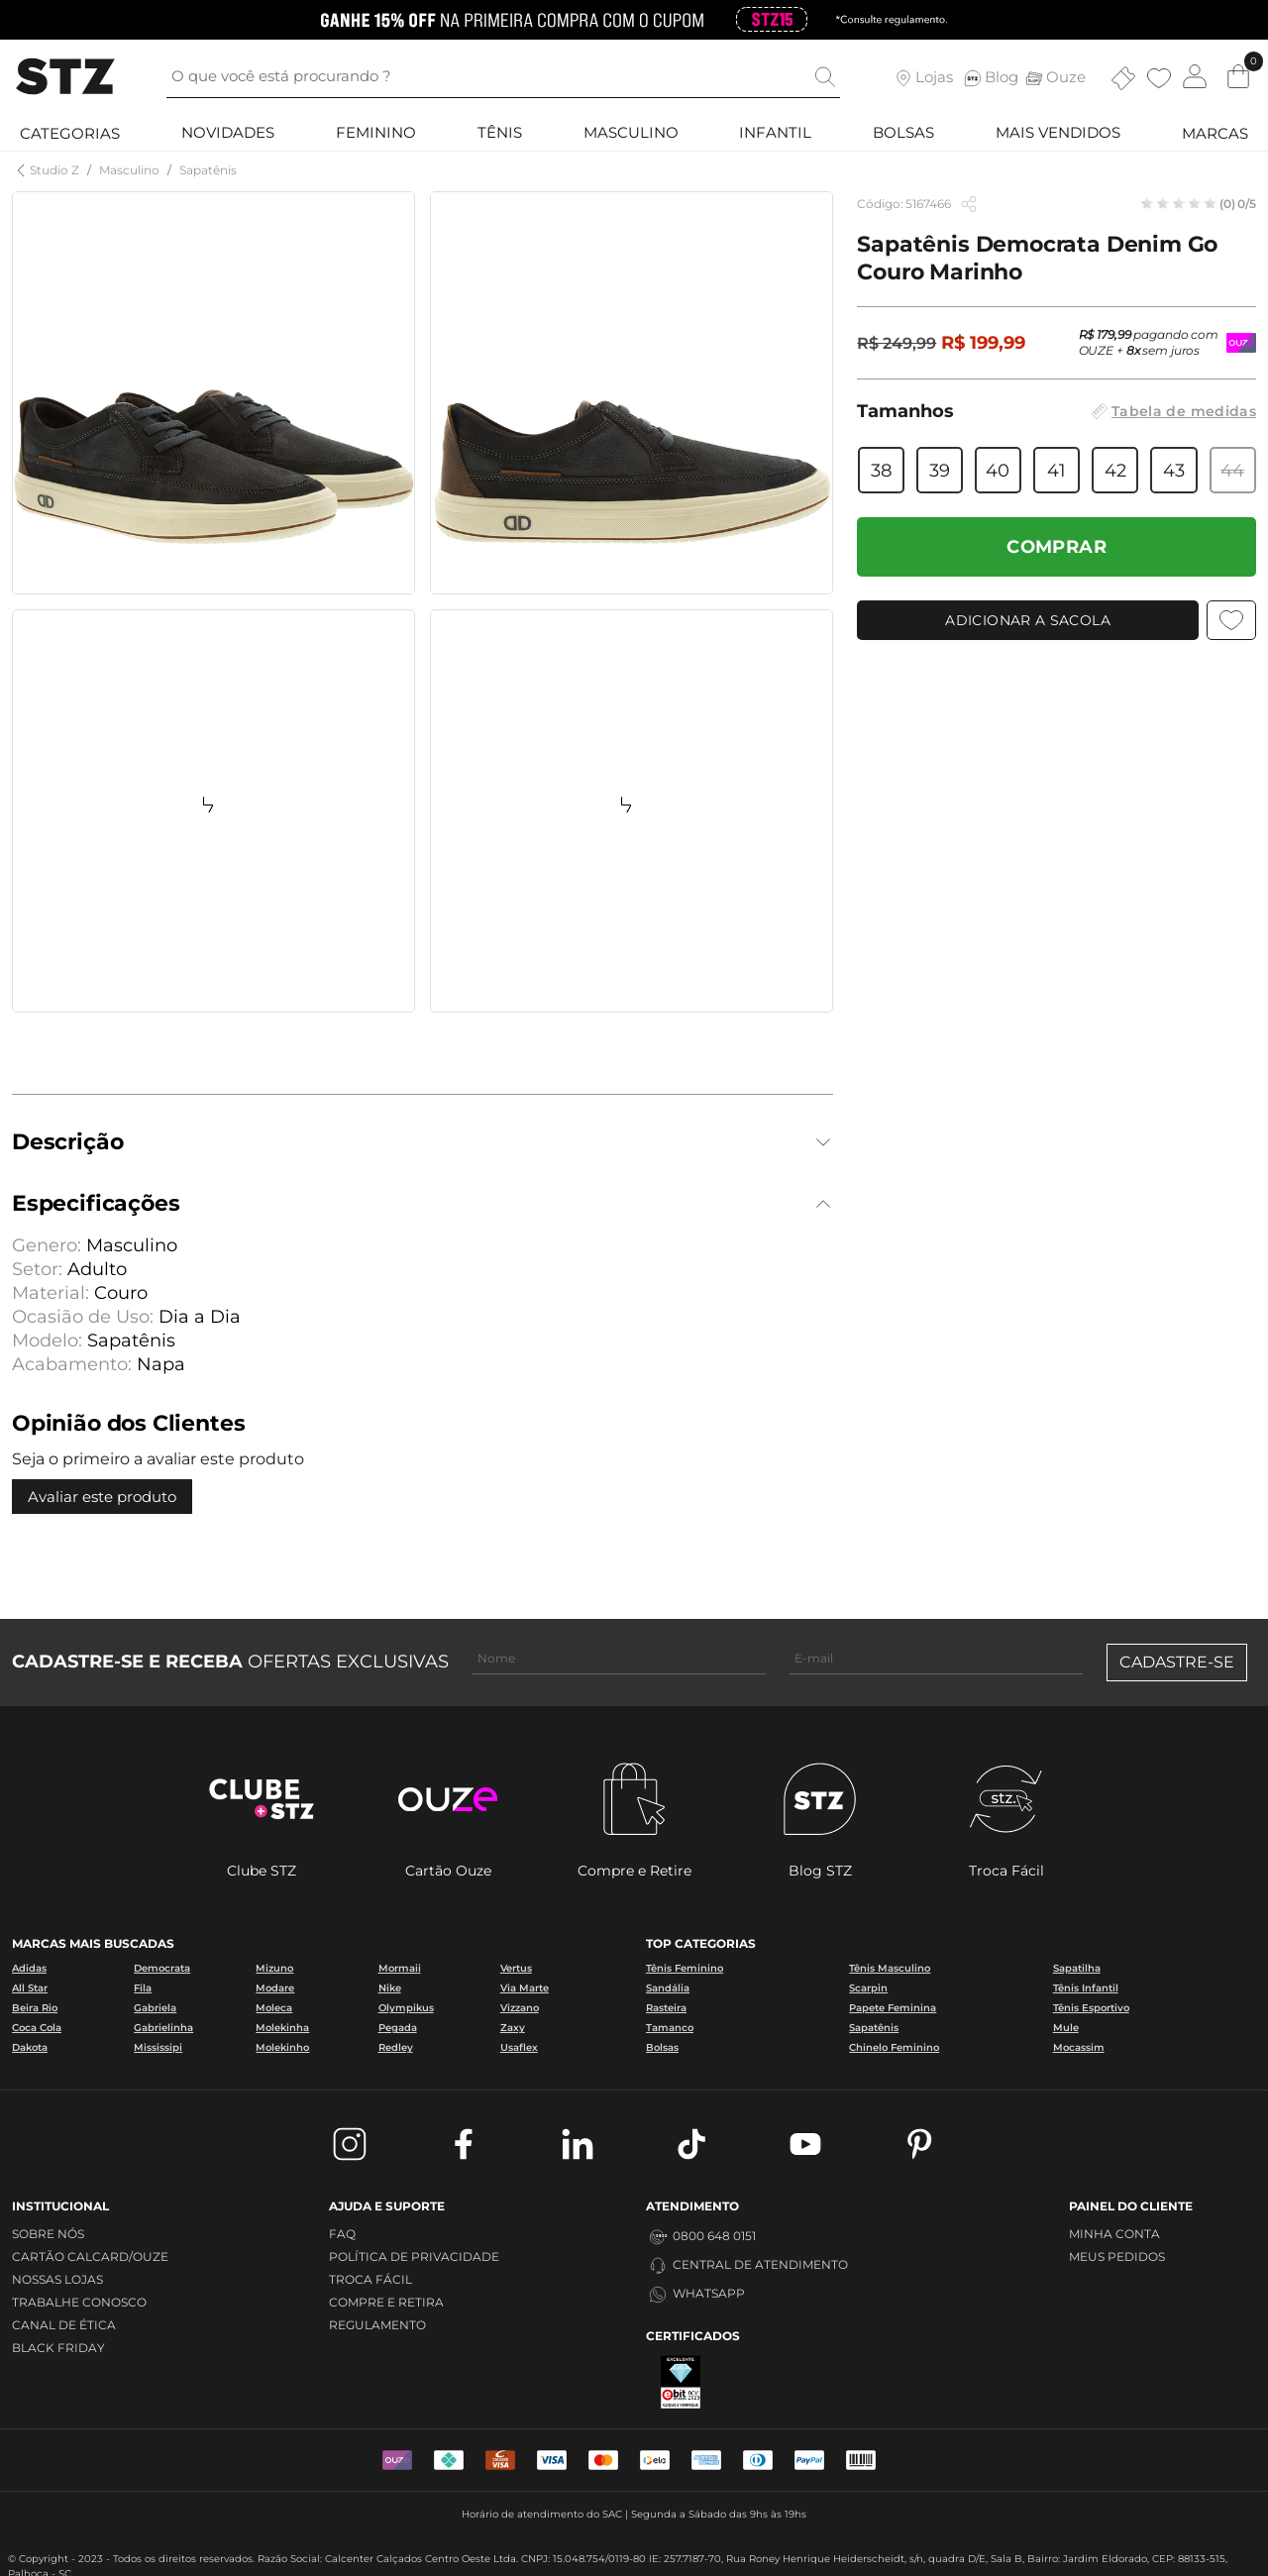 GANHE 15% OFF NA PRIMEIRA COMPRA COM O CUPOM STZ15 *Consulte regulamento.
STZ O que você está procurando ? Lojas Blog Ouze 0
CATEGORIAS NOVIDADES FEMININO TÊNIS MASCULINO INFANTIL BOLSAS MAIS VENDIDOS MARCAS
Studio Z / Masculino / Sapatênis
Código: 5167466 (0) 0/5
Sapatênis Democrata Denim Go
Couro Marinho
R$ 249,99 R$ 199,99
R$ 179,99 pagando com
OUZE + 8x sem juros
Tamanhos Tabela de medidas
38 39 40 41 42 43 44
COMPRAR
ADICIONAR A SACOLA
Descrição
Especificações
Genero: Masculino
Setor: Adulto
Material: Couro
Ocasião de Uso: Dia a Dia
Modelo: Sapatênis
Acabamento: Napa
Opinião dos Clientes
Seja o primeiro a avaliar este produto
Avaliar este produto
CADASTRE-SE E RECEBA OFERTAS EXCLUSIVAS Nome E-mail CADASTRE-SE
CLUBE
+STZ
ouze
STZ
stz.
Clube STZ Cartão Ouze Compre e Retire Blog STZ Troca Fácil
MARCAS MAIS BUSCADAS TOP CATEGORIAS
Adidas Democrata Mizuno Mormaii Vertus Tênis Feminino Tênis Masculino Sapatilha
All Star Fila Modare Nike Via Marte Sandália Scarpin Tênis Infantil
Beira Rio Gabriela Moleca Olympikus Vizzano Rasteira Papete Feminina Tênis Esportivo
Coca Cola Gabrielinha Molekinha Pegada Zaxy Tamanco Sapatênis Mule
Dakota Mississipi Molekinho Redley Usaflex Bolsas Chinelo Feminino Mocassim
INSTITUCIONAL
SOBRE NÓS
CARTÃO CALCARD/OUZE
NOSSAS LOJAS
TRABALHE CONOSCO
CANAL DE ÉTICA
BLACK FRIDAY
AJUDA E SUPORTE
FAQ
POLÍTICA DE PRIVACIDADE
TROCA FÁCIL
COMPRE E RETIRA
REGULAMENTO
ATENDIMENTO
0800 648 0151
CENTRAL DE ATENDIMENTO
WHATSAPP
CERTIFICADOS
EXCELENTE
ebit
PAINEL DO CLIENTE
MINHA CONTA
MEUS PEDIDOS
VISA VISA elo PayPal
Horário de atendimento do SAC | Segunda a Sábado das 9hs às 19hs
© Copyright - 2023 - Todos os direitos reservados. Razão Social: Calcenter Calçados Centro Oeste Ltda. CNPJ: 15.048.754/0119-80 IE: 257.7187-70, Rua Roney Henrique Heiderscheidt, s/n, quadra D/E, Sala B, Bairro: Jardim Eldorado, CEP: 88133-515,
Palhoça - SC